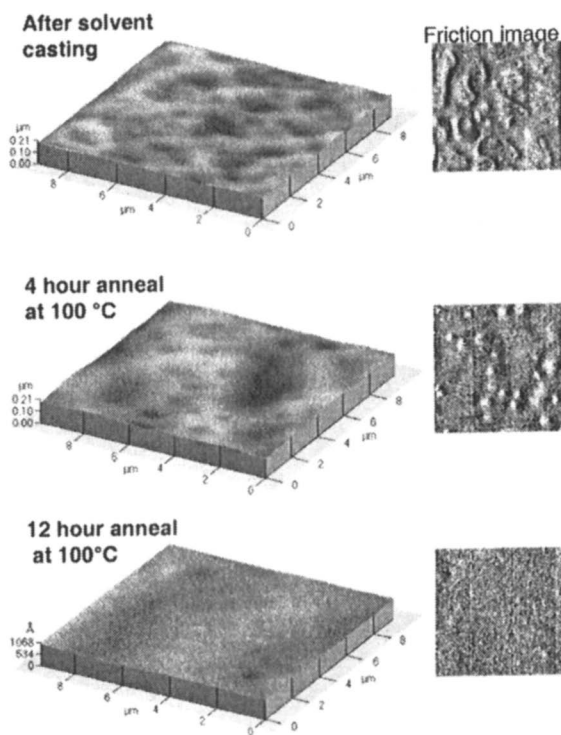 After solvent
casting
Friction image
µm
0.21
0.10
0.00
8
6
µm
4
2
0
0
2
4
µm
6
8
4 hour anneal
at 100 °C
µm
0.21
0.10
0.00
8
6
µm
4
2
0
0
2
4
µm
6
8
12 hour anneal
at 100°C
Å
1068
534
0
8
6
µm
4
2
0
0
2
4
µm
6
8